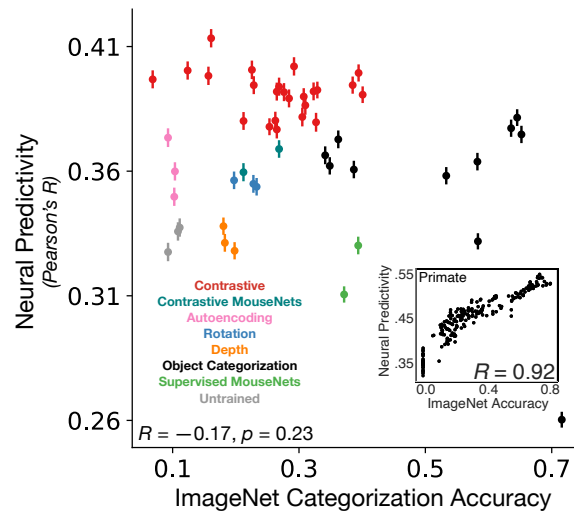 0.41
0.36
0.31
0.26
Neural Predictivity
(Pearson's R)
Contrastive
Contrastive MouseNets
Autoencoding
Rotation
Depth
Object Categorization
Supervised MouseNets
Untrained
R = −0.17, p = 0.23
0.1
0.3
0.5
0.7
ImageNet Categorization Accuracy
Primate
.55
.45
.35
Neural Predictivity
R = 0.92
0.0
0.4
0.8
ImageNet Accuracy